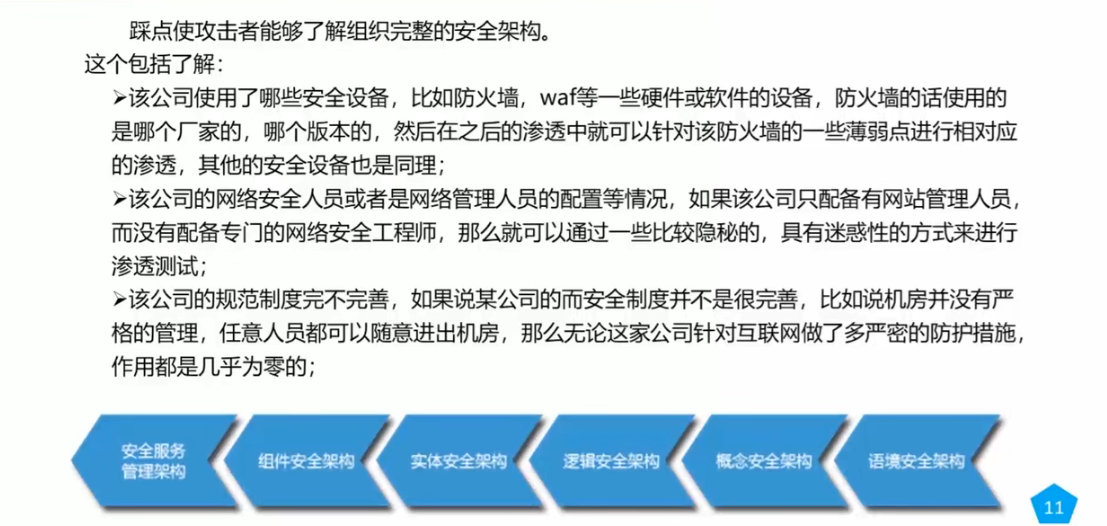 踩点使攻击者能够了解组织完整的安全架构。
这个包括了解：
➢该公司使用了哪些安全设备，比如防火墙，waf等一些硬件或软件的设备，防火墙的话使用的
是哪个厂家的，哪个版本的，然后在之后的渗透中就可以针对该防火墙的一些薄弱点进行相对应
的渗透，其他的安全设备也是同理；
➢该公司的网络安全人员或者是网络管理人员的配置等情况，如果该公司只配备有网站管理人员，
而没有配备专门的网络安全工程师，那么就可以通过一些比较隐秘的，具有迷惑性的方式来进行
渗透测试；
➢该公司的规范制度完不完善，如果说某公司的而安全制度并不是很完善，比如说机房并没有严
格的管理，任意人员都可以随意进出机房，那么无论这家公司针对互联网做了多严密的防护措施，
作用都是几乎为零的；
安全服务
管理架构
组件安全架构
实体安全架构
逻辑安全架构
概念安全架构
语境安全架构
11